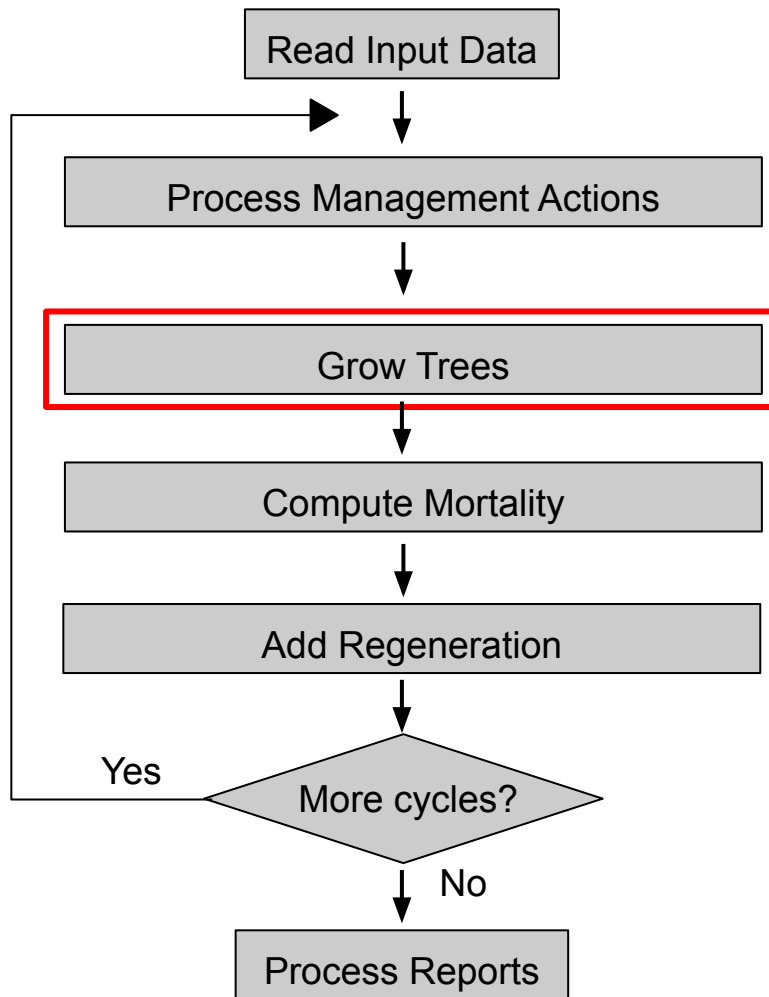 Read Input Data
Process Management Actions
Grow Trees
Compute Mortality
Add Regeneration
Yes
More cycles?
No
Process Reports